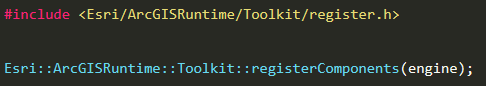 #include <Esri/ArcGISRuntime/Toolkit/register.h>
Esri::ArcGISRuntime::Toolkit::registerComponents(engine);